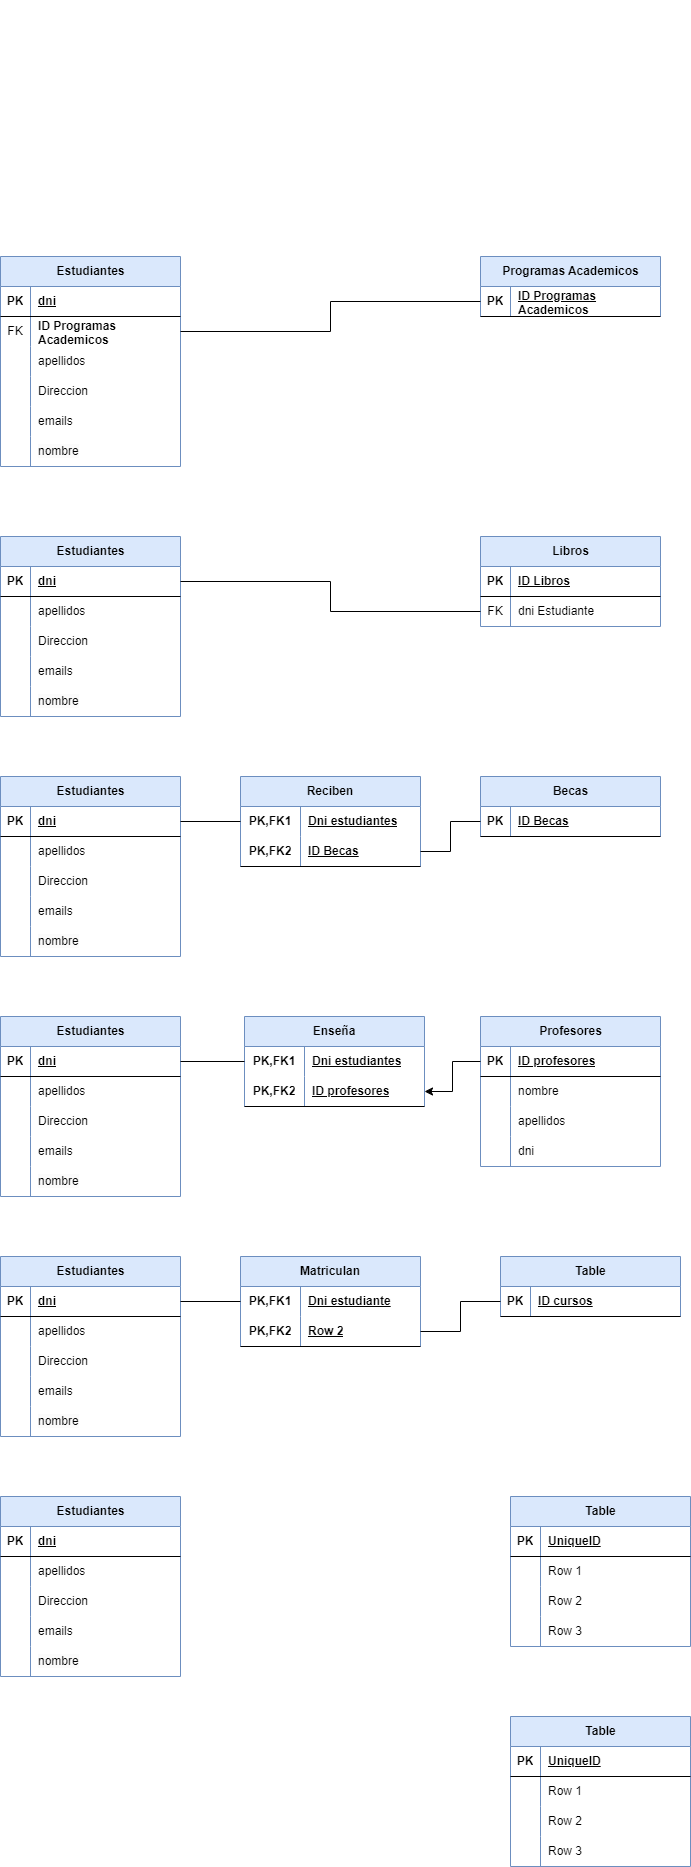 Estudiantes
PK dni
FK ID Programas
Academicos
apellidos
Direccion
emails
nombre
Programas Academicos
PK ID Programas
Academicos
Estudiantes
PK dni
apellidos
Direccion
emails
nombre
Libros
PK ID Libros
FK dni Estudiante
Estudiantes
PK dni
apellidos
Direccion
emails
nombre
Reciben
PK,FK1 Dni estudiantes
PK,FK2 ID Becas
Becas
PK ID Becas
Estudiantes
PK dni
apellidos
Direccion
emails
nombre
Enseña
PK,FK1 Dni estudiantes
PK,FK2 ID profesores
Profesores
PK ID profesores
nombre
apellidos
dni
Estudiantes
PK dni
apellidos
Direccion
emails
nombre
Matriculan
PK,FK1 Dni estudiante
PK,FK2 Row 2
Table
PK ID cursos
Estudiantes
PK dni
apellidos
Direccion
emails
nombre
Table
PK UniqueID
Row 1
Row 2
Row 3
Table
PK UniqueID
Row 1
Row 2
Row 3